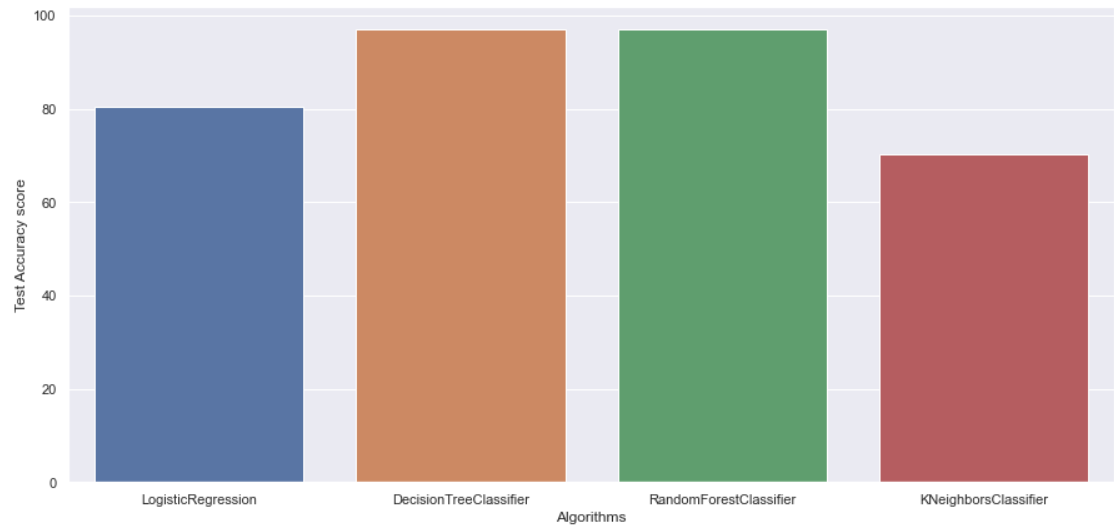 100
80
60
40
20
0
Test Accuracy score
LogisticRegression
DecisionTreeClassifier
RandomForestClassifier
KNeighborsClassifier
Algorithms